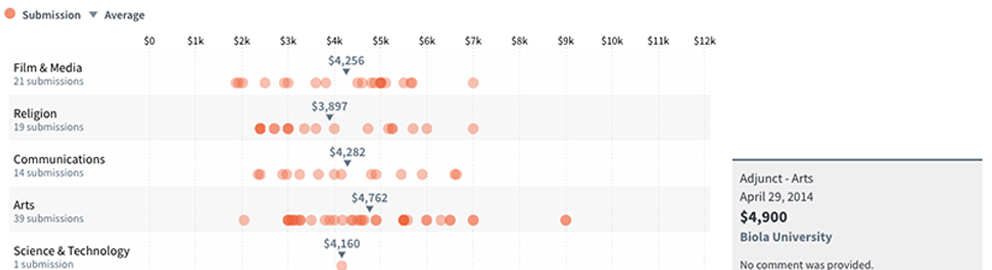 Submission Average
$0 $1k $2k $3k $4k $5k $6k $7k $8k $9k $10k $11k $12k
$4,256
Film & Media
21 submissions
$3,897
Religion
19 submissions
$4,282
Communications
14 submissions
$4,762
Arts
39 submissions
$4,160
Science & Technology
1 submission
Adjunct - Arts
April 29, 2014
$4,900
Biola University
No comment was provided.